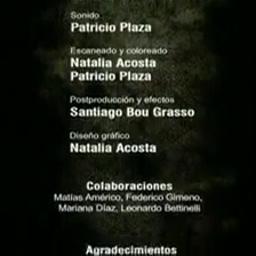 Sonido
Patricio Plaza
Escaneado y coloreado
Natalia Acosta
Patricio Plaza
Postproducción y efectos
Santiago Bou Grasso
Diseño gráfico
Natalia Acosta
Colaboraciones
Matías Américo, Federico Gimeno,
Mariana Díaz, Leonardo Bettinelli
Agradecimientos